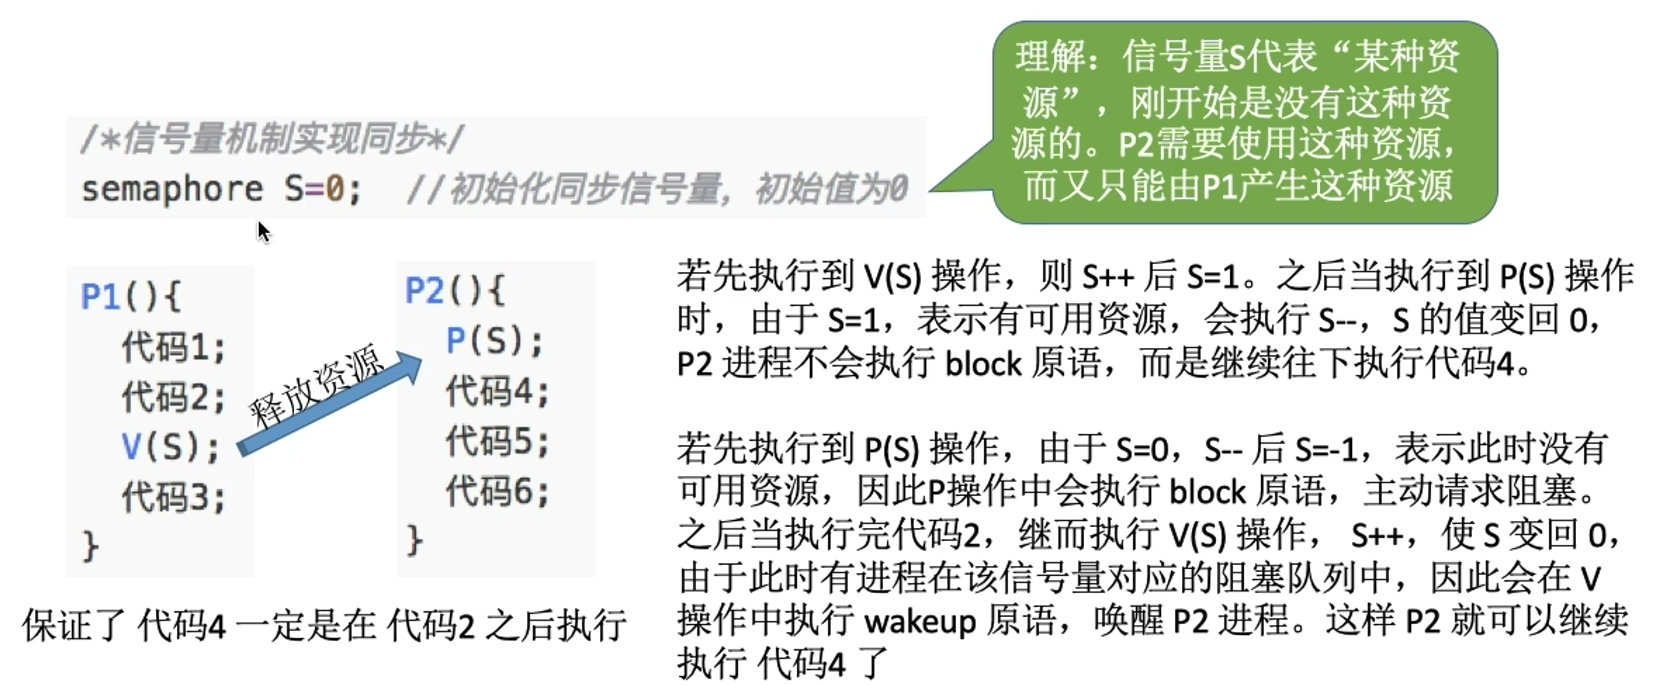 理解：信号量S代表“某种资
源”，刚开始是没有这种资
源的。P2需要使用这种资源，
而又只能由P1产生这种资源
/*信号量机制实现同步*/
semaphore S=0;  //初始化同步信号量，初始值为0
P1(){
代码1;
代码2;
V(S);
代码3;
}
释放资源
P2(){
P(S);
代码4;
代码5;
代码6;
}
保证了 代码4 一定是在 代码2 之后执行
若先执行到 V(S) 操作，则 S++ 后 S=1。之后当执行到 P(S) 操作
时，由于 S=1，表示有可用资源，会执行 S--，S 的值变回 0，
P2 进程不会执行 block 原语，而是继续往下执行代码4。
若先执行到 P(S) 操作，由于 S=0，S-- 后 S=-1，表示此时没有
可用资源，因此P操作中会执行 block 原语，主动请求阻塞。
之后当执行完代码2，继而执行 V(S) 操作， S++，使 S 变回 0，
由于此时有进程在该信号量对应的阻塞队列中，因此会在 V
操作中执行 wakeup 原语，唤醒 P2 进程。这样 P2 就可以继续
执行 代码4 了